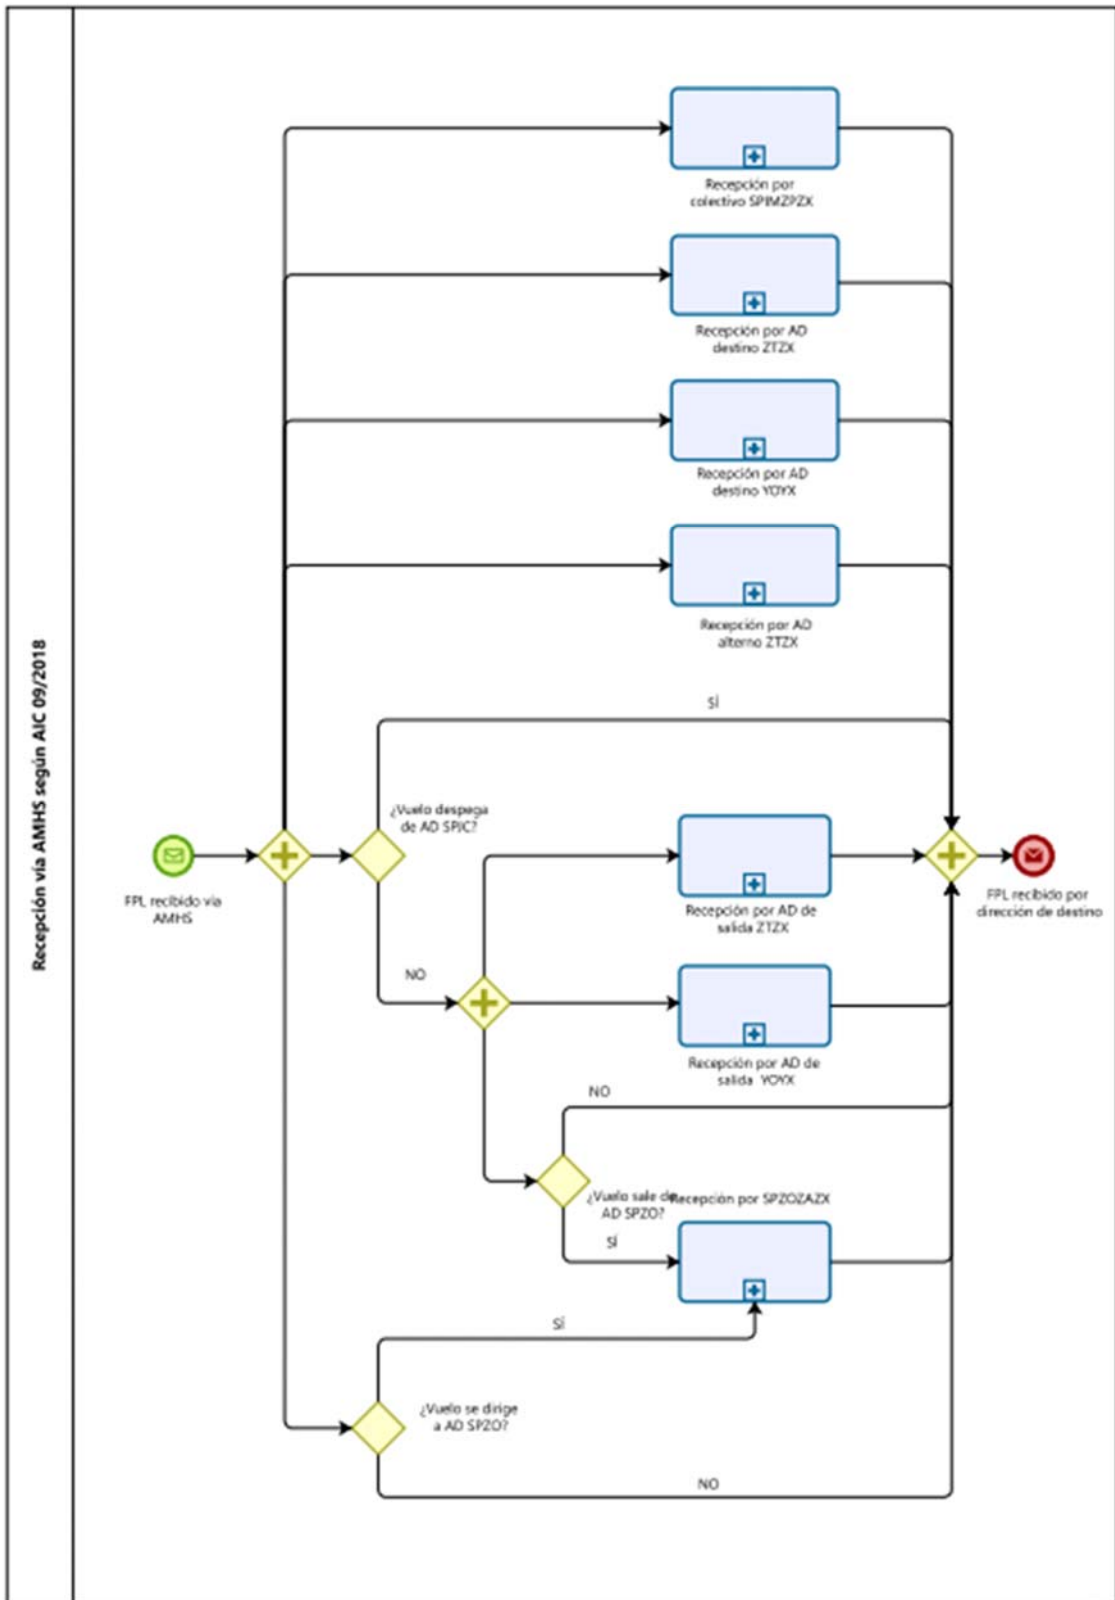 Recepción vía AMHS según AIC 09/2018
Recepción por
colectivo SPIMZPZX
Recepción por AD
destino ZTZX
Recepción por AD
destino YOYX
Recepción por AD
alterno ZTZX
SÍ
¿Vuelo despega
de AD SPJC?
FPL recibido vía
AMHS
Recepción por AD de
salida ZTZX
FPL recibido por
dirección de destino
NO
Recepción por AD de
salida YOYX
NO
¿Vuelo sale de
AD SPZO?
Recepción por SPZOZAZX
SÍ
SÍ
¿Vuelo se dirige
a AD SPZO?
NO